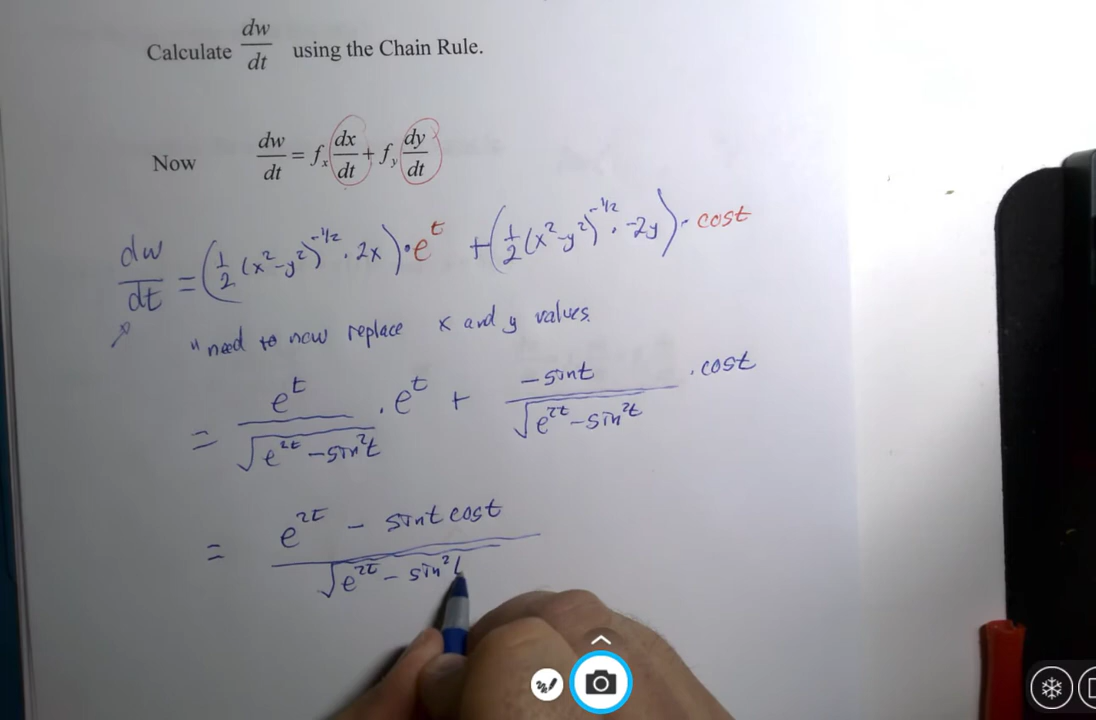 Calculate dw/dt using the Chain Rule.
Now dw/dt = f_x dx/dt + f_y dy/dt
dw/dt = (1/2 (x²-y²)^-1/2 · 2x) · e^t + (1/2 (x²-y²)^-1/2 · -2y) · cost
"need to now replace x and y values.
= e^t/√(e^2t - sin²t) · e^t + -sint/√(e^2t - sin²t) · cost
= e^2t - sint cost/√(e^2t - sin²